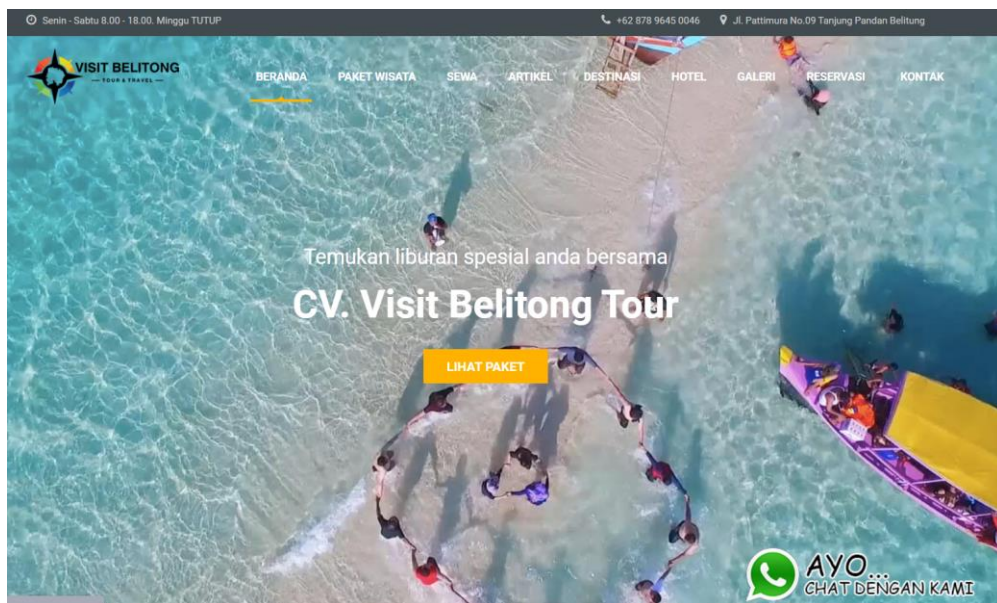 Senin - Sabtu 8.00 - 18.00. Minggu TUTUP
+62 878 9645 0046
Jl. Pattimura No.09 Tanjung Pandan Belitung
VISIT BELITONG
TOUR & TRAVEL
BERANDA PAKET WISATA SEWA ARTIKEL DESTINASI HOTEL GALERI RESERVASI KONTAK
Temukan liburan spesial anda bersama
CV. Visit Belitong Tour
LIHAT PAKET
AYO...
CHAT DENGAN KAMI